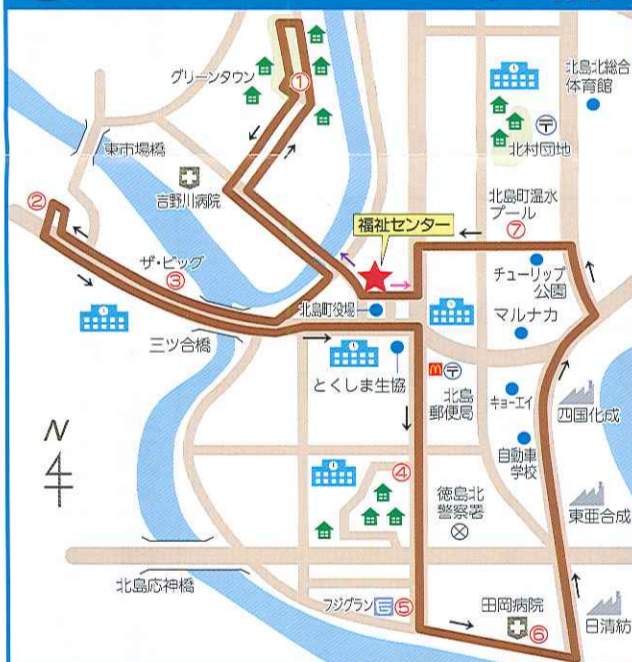 グリーンタウン
①
北島北総合
体育館
〒
北村団地
東市場橋
吉野川病院
②
北島町温水
プール
⑦
福祉センター
ザ・ビッグ
③
チューリップ
公園
北島町役場
マルナカ
三ツ合橋
とくしま生協
〒
北島
郵便局
キョーエイ
四国化成
N
自動車
学校
④
徳島北
警察署
東亜合成
北島応神橋
フジグラン
⑤
田岡病院
⑥
日清紡